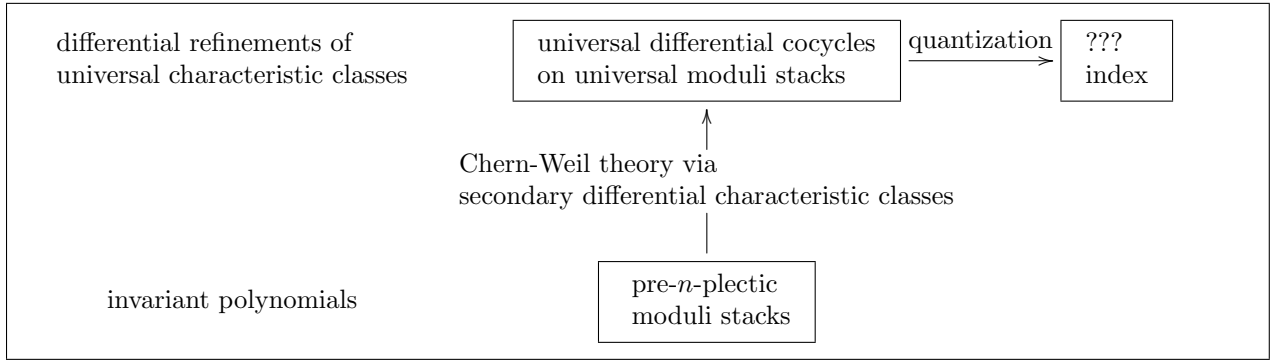 differential refinements of
universal characteristic classes
universal differential cocycles
on universal moduli stacks
quantization
???
index
Chern-Weil theory via
secondary differential characteristic classes
invariant polynomials
pre-n-plectic
moduli stacks